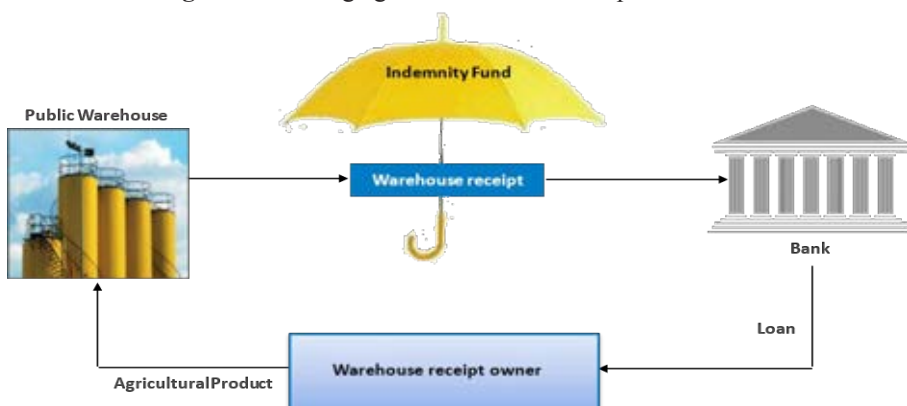 Indemnity Fund
Public Warehouse
Warehouse receipt
Bank
Loan
Warehouse receipt owner
AgriculturalProduct